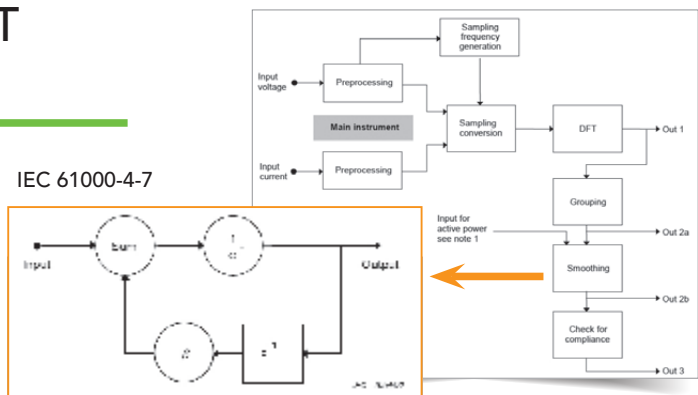 T
Sampling
frequency
generation
Input
voltage
Preprocessing
Main instrument
Sampling
conversion
DFT
Out 1
Input
current
Preprocessing
IEC 61000-4-7
Grouping
Input for
active power
see note 1
Out 2a
Smoothing
Out 2b
Check for
compliance
Out 3
Sum
Input
Output
β